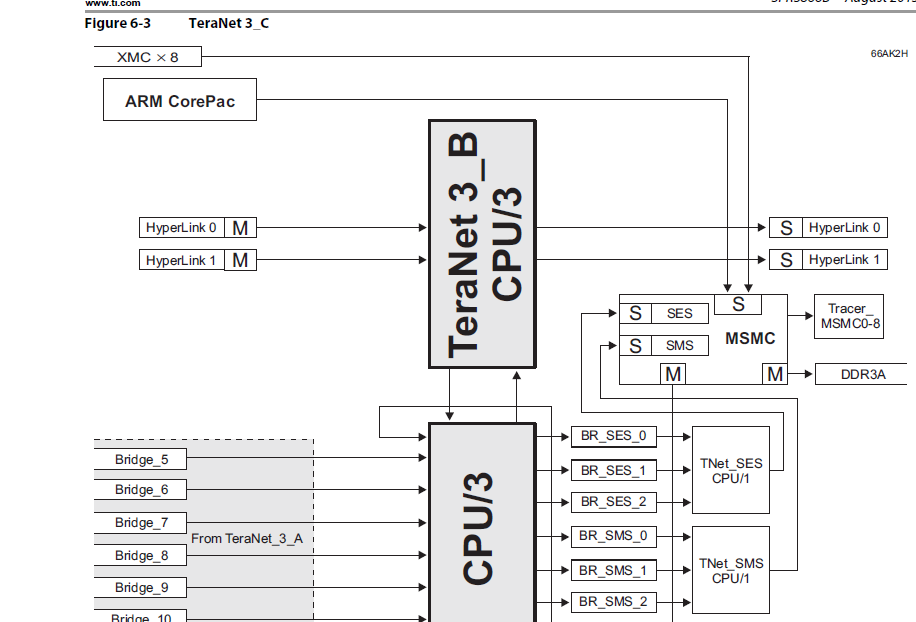 www.ti.com
Figure 6-3 TeraNet 3_C
66AK2H
XMC × 8
ARM CorePac
TeraNet 3_B
CPU/3
HyperLink 0 M
HyperLink 1 M
S HyperLink 0
S HyperLink 1
S
S SES
S SMS
MSMC
M
M
Tracer_
MSMC0-8
DDR3A
Bridge_5
Bridge_6
Bridge_7
Bridge_8
Bridge_9
Bridge_10
From TeraNet_3_A
CPU/3
BR_SES_0
BR_SES_1
BR_SES_2
BR_SMS_0
BR_SMS_1
BR_SMS_2
TNet_SES
CPU/1
TNet_SMS
CPU/1